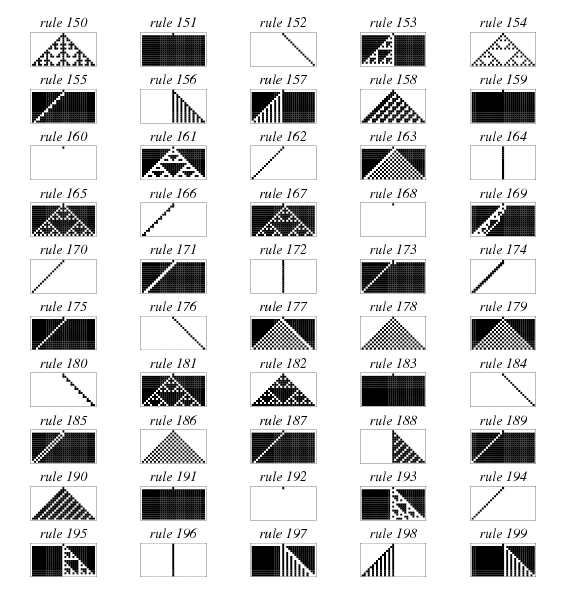 rule 150 rule 151 rule 152 rule 153 rule 154
rule 155 rule 156 rule 157 rule 158 rule 159
rule 160 rule 161 rule 162 rule 163 rule 164
rule 165 rule 166 rule 167 rule 168 rule 169
rule 170 rule 171 rule 172 rule 173 rule 174
rule 175 rule 176 rule 177 rule 178 rule 179
rule 180 rule 181 rule 182 rule 183 rule 184
rule 185 rule 186 rule 187 rule 188 rule 189
rule 190 rule 191 rule 192 rule 193 rule 194
rule 195 rule 196 rule 197 rule 198 rule 199